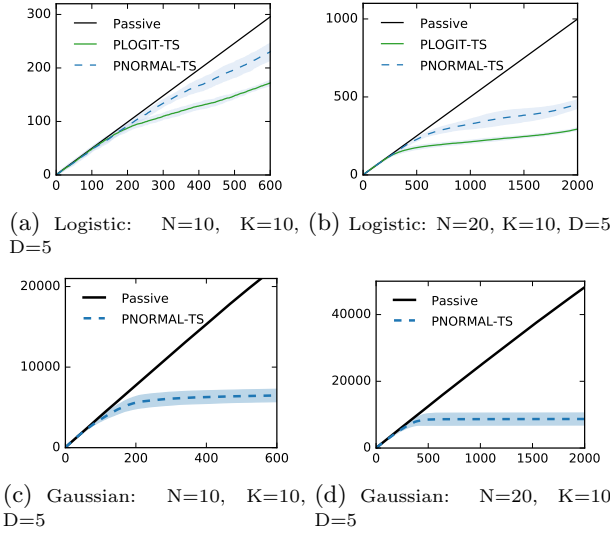 300
200
100
0
0 100 200 300 400 500 600
Passive
PLOGIT-TS
PNORMAL-TS
1000
500
0
0 500 1000 1500 2000
Passive
PLOGIT-TS
PNORMAL-TS
(a) Logistic: N=10, K=10,
D=5
(b) Logistic: N=20, K=10, D=5
20000
10000
0
0 200 400 600
Passive
PNORMAL-TS
40000
20000
0
0 500 1000 1500 2000
Passive
PNORMAL-TS
(c) Gaussian: N=10, K=10,
D=5
(d) Gaussian: N=20, K=10
D=5